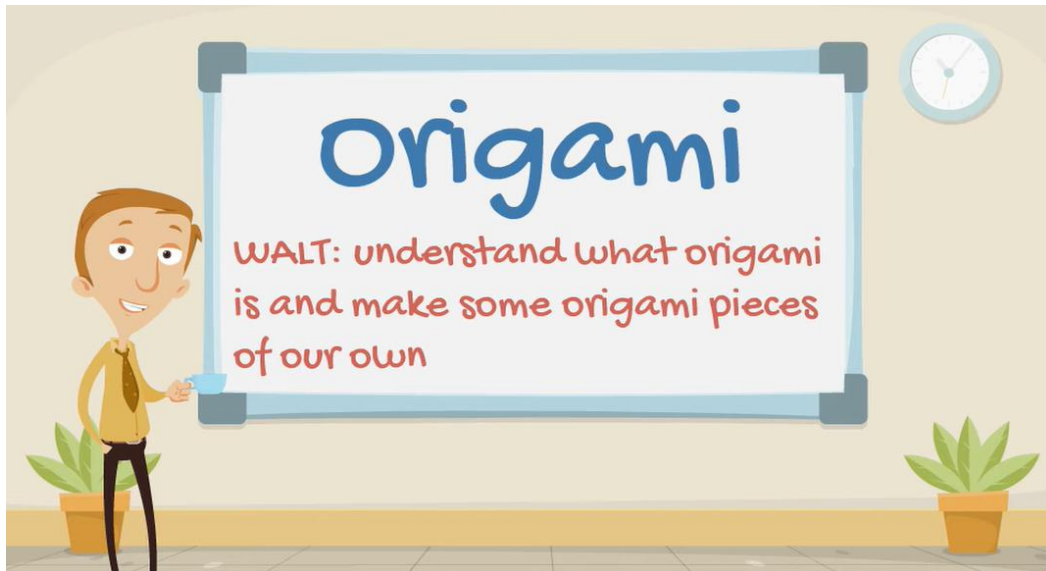 Origami
WALT: understand what origami
is and make some origami pieces
of our own